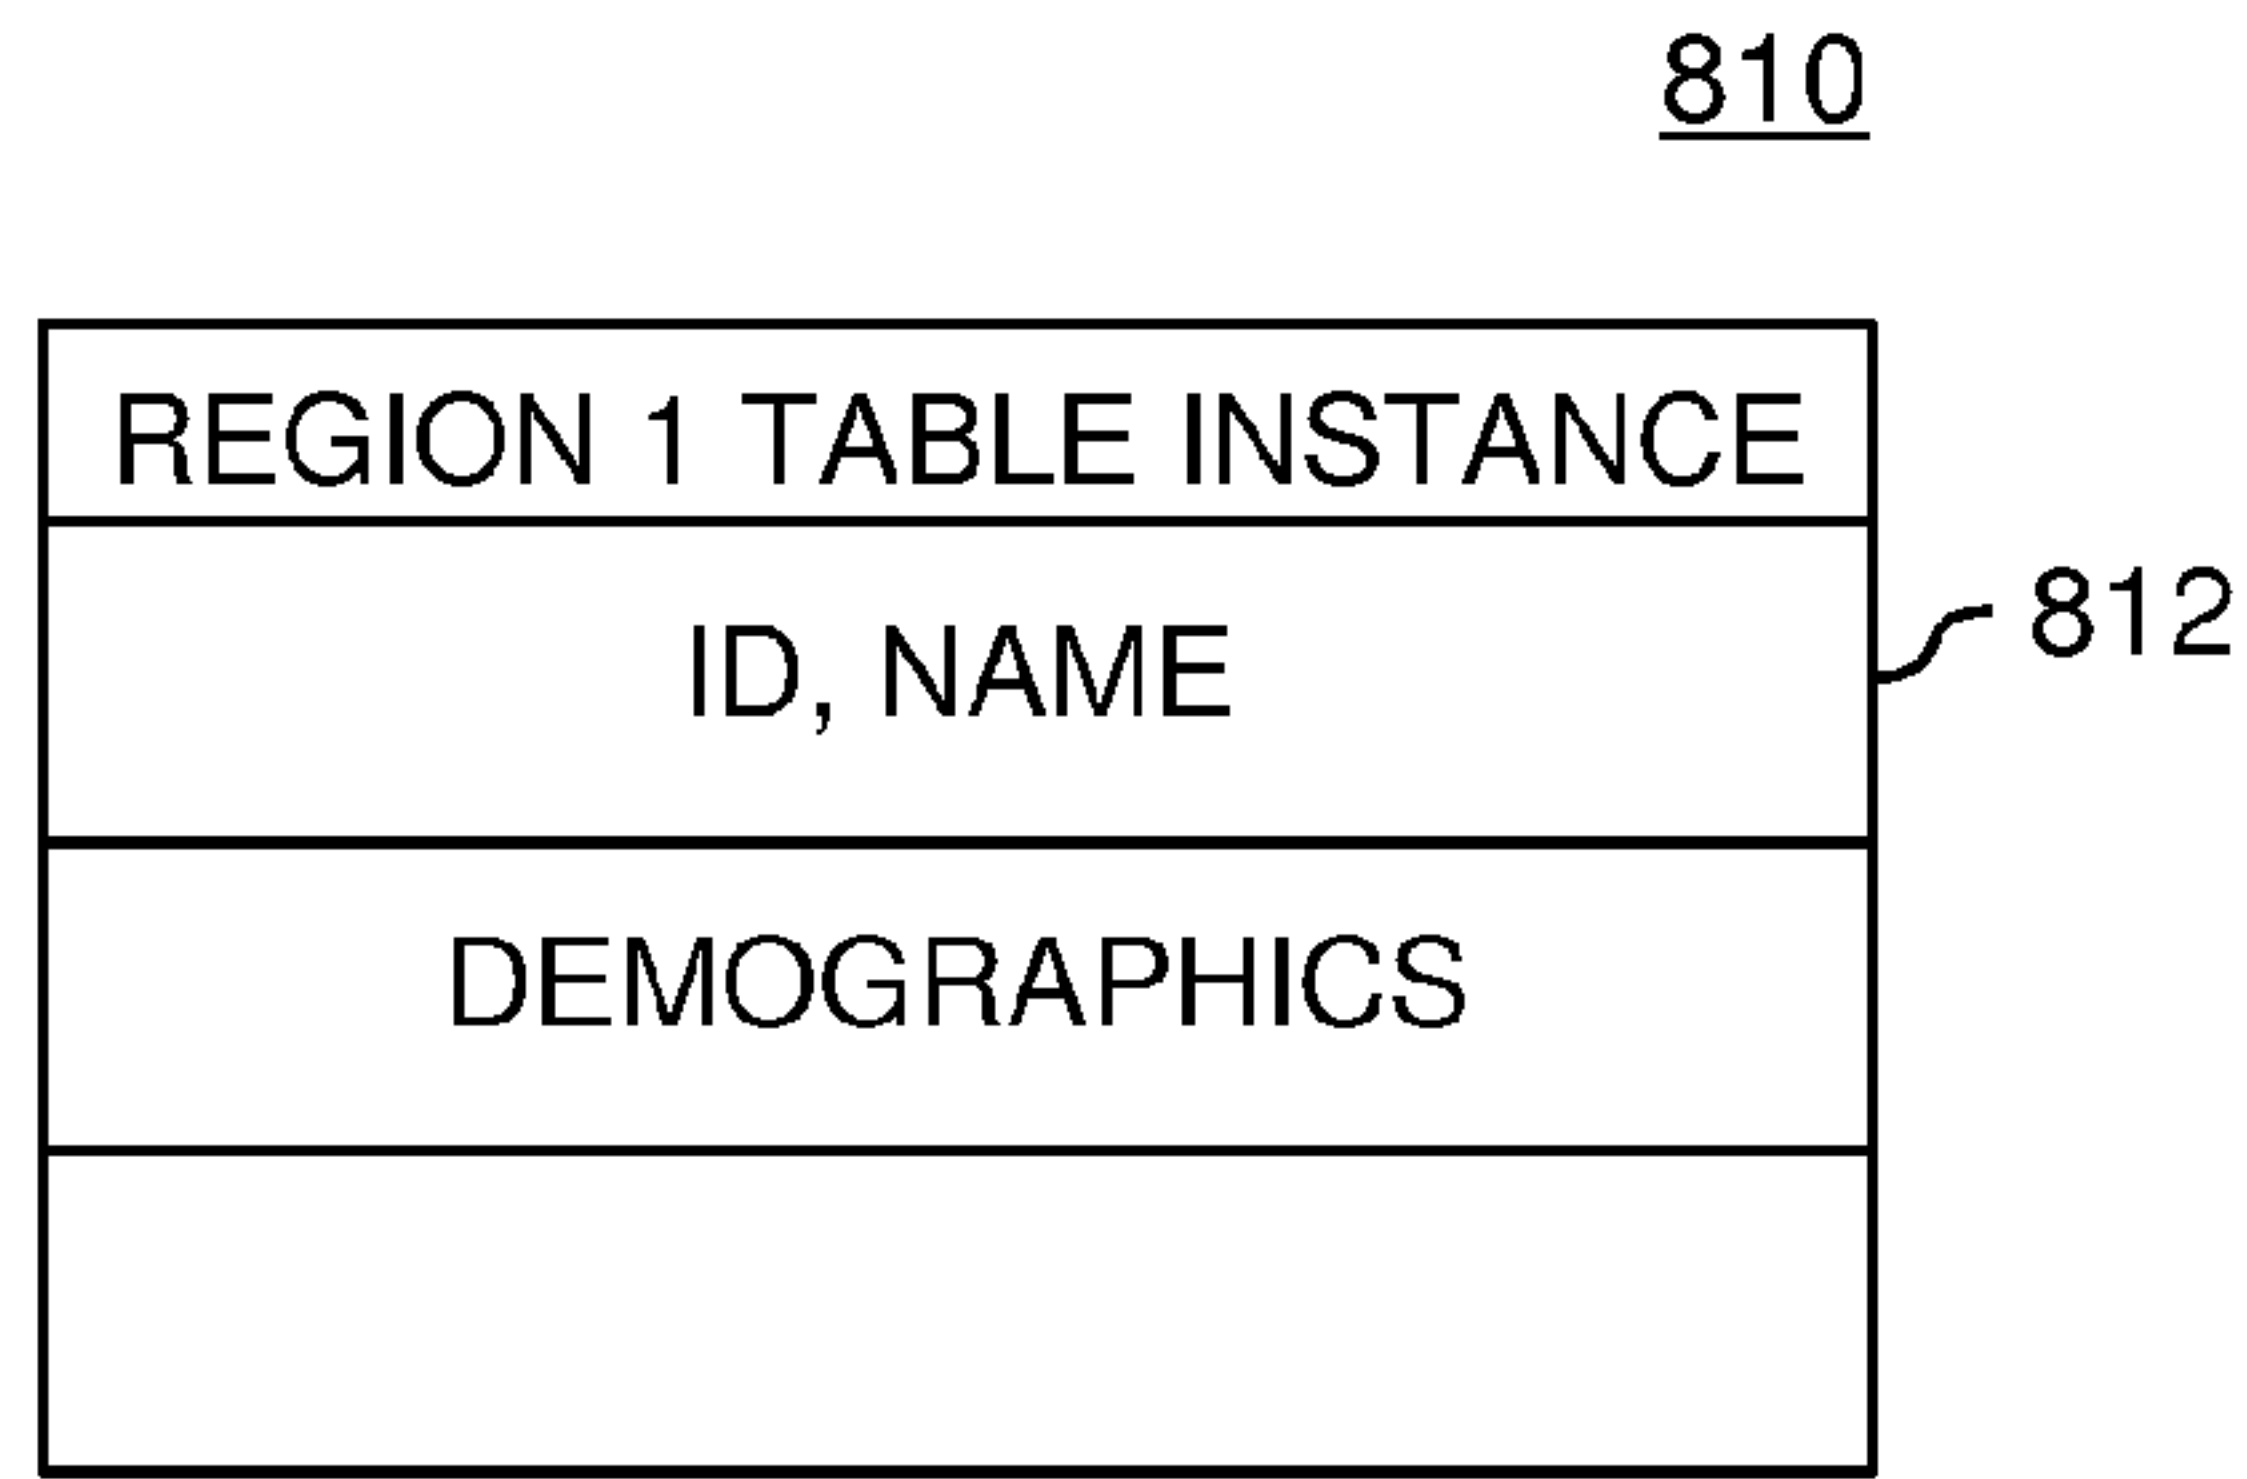 810
REGION 1 TABLE INSTANCE
ID, NAME
812
DEMOGRAPHICS